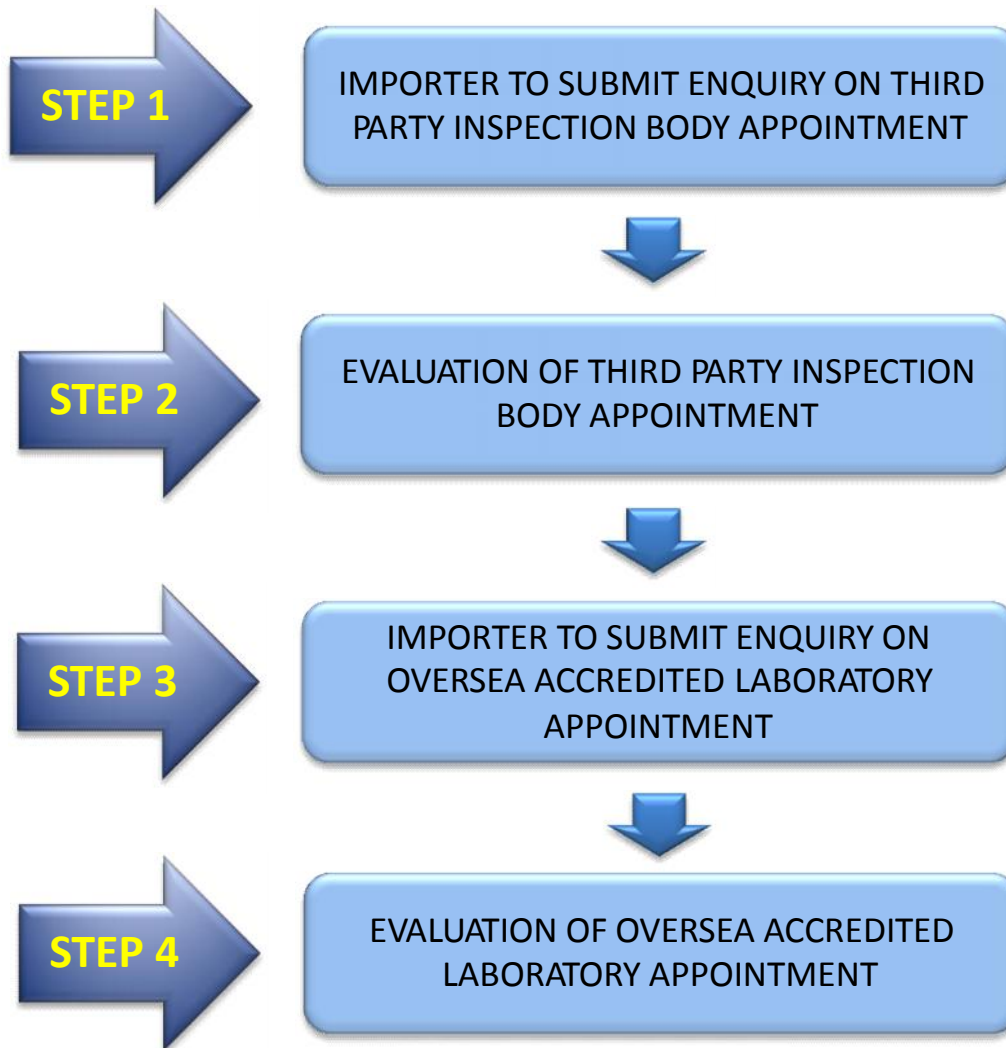 STEP 1
IMPORTER TO SUBMIT ENQUIRY ON THIRD
PARTY INSPECTION BODY APPOINTMENT
STEP 2
EVALUATION OF THIRD PARTY INSPECTION
BODY APPOINTMENT
STEP 3
IMPORTER TO SUBMIT ENQUIRY ON
OVERSEA ACCREDITED LABORATORY
APPOINTMENT
STEP 4
EVALUATION OF OVERSEA ACCREDITED
LABORATORY APPOINTMENT